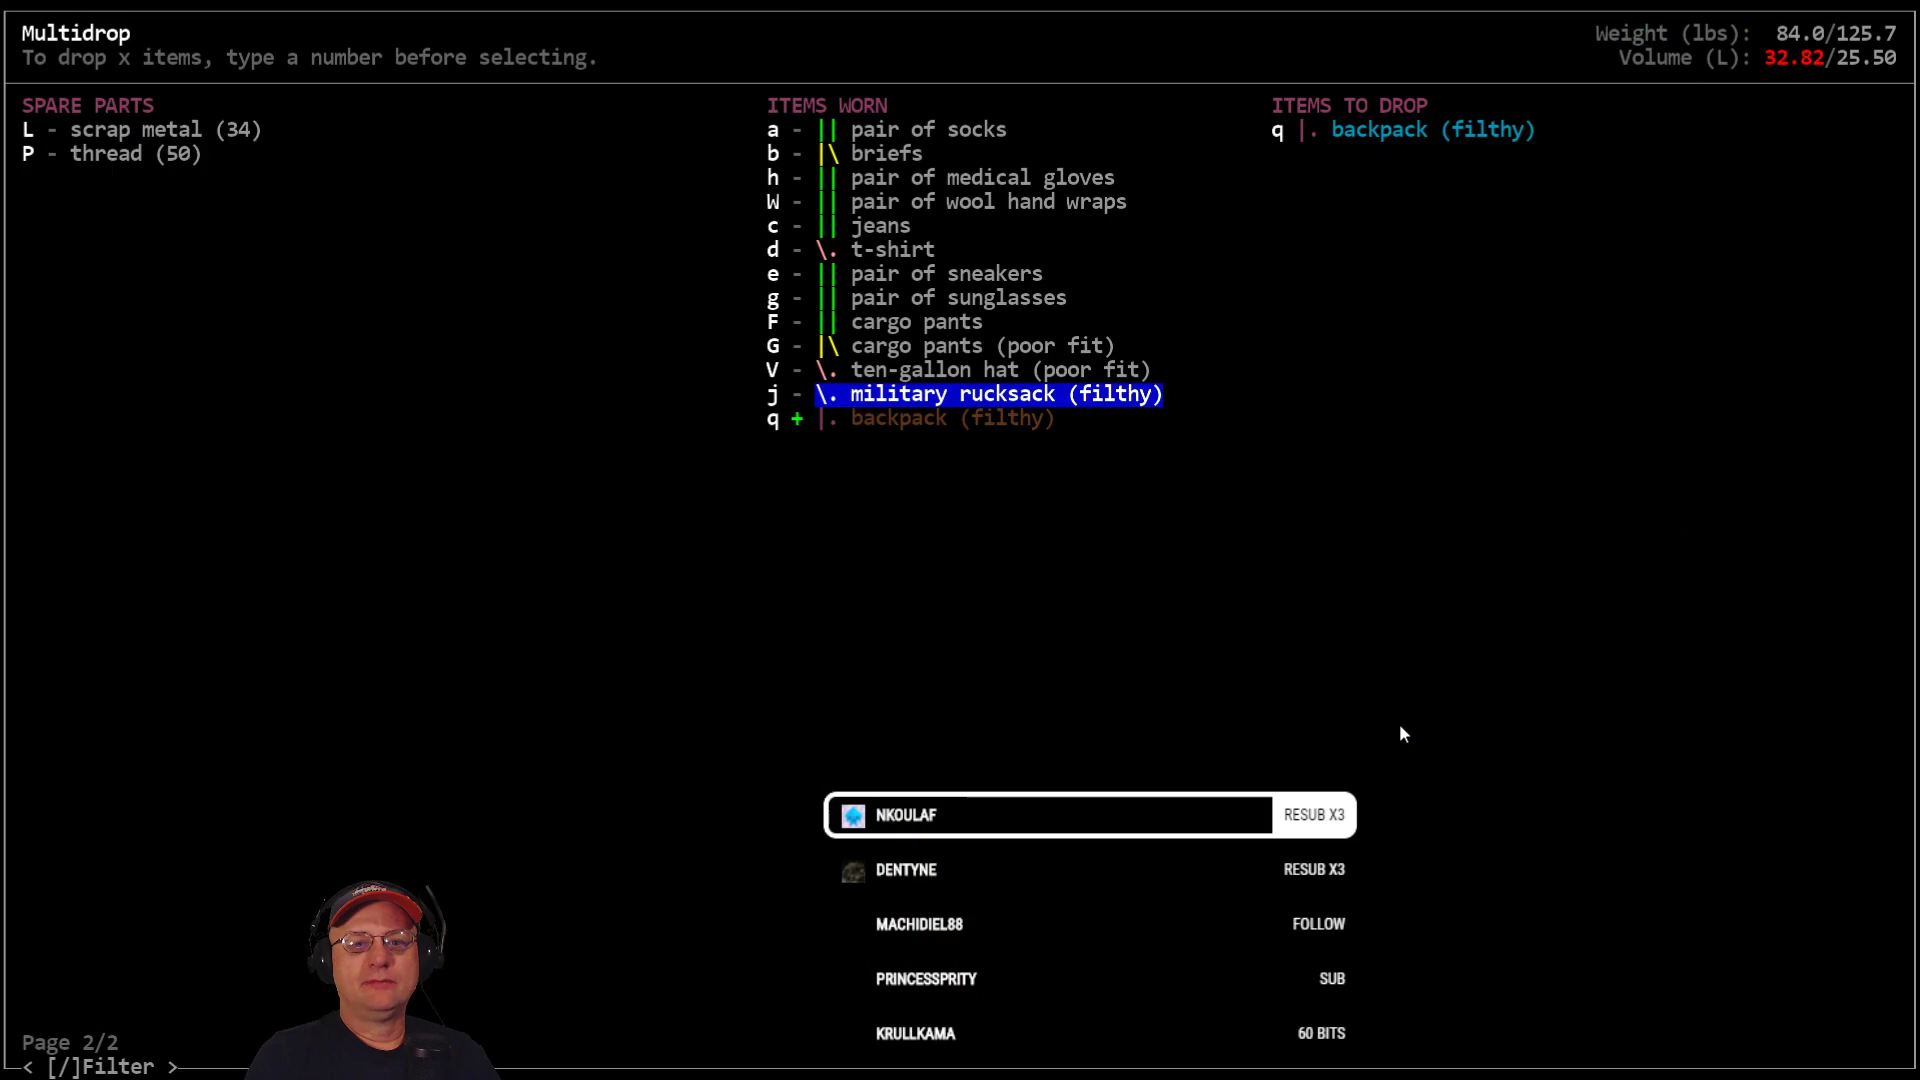 Multidrop
To drop x items, type a number before selecting.
Weight (lbs): 84.0/125.7
Volume (L): 32.82/25.50
SPARE PARTS
L - scrap metal (34)
P - thread (50)
ITEMS WORN
a - || pair of socks
b - |\ briefs
h - || pair of medical gloves
W - || pair of wool hand wraps
c - || jeans
d - \. t-shirt
e - || pair of sneakers
g - || pair of sunglasses
F - || cargo pants
G - |\ cargo pants (poor fit)
V - \. ten-gallon hat (poor fit)
j - \. military rucksack (filthy)
q + |. backpack (filthy)
ITEMS TO DROP
q |. backpack (filthy)
NKOULAF RESUB X3
DENTYNE RESUB X3
MACHIDIEL88 FOLLOW
PRINCESSPRITY SUB
KRULLKAMA 60 BITS
Page 2/2
< [/]Filter >